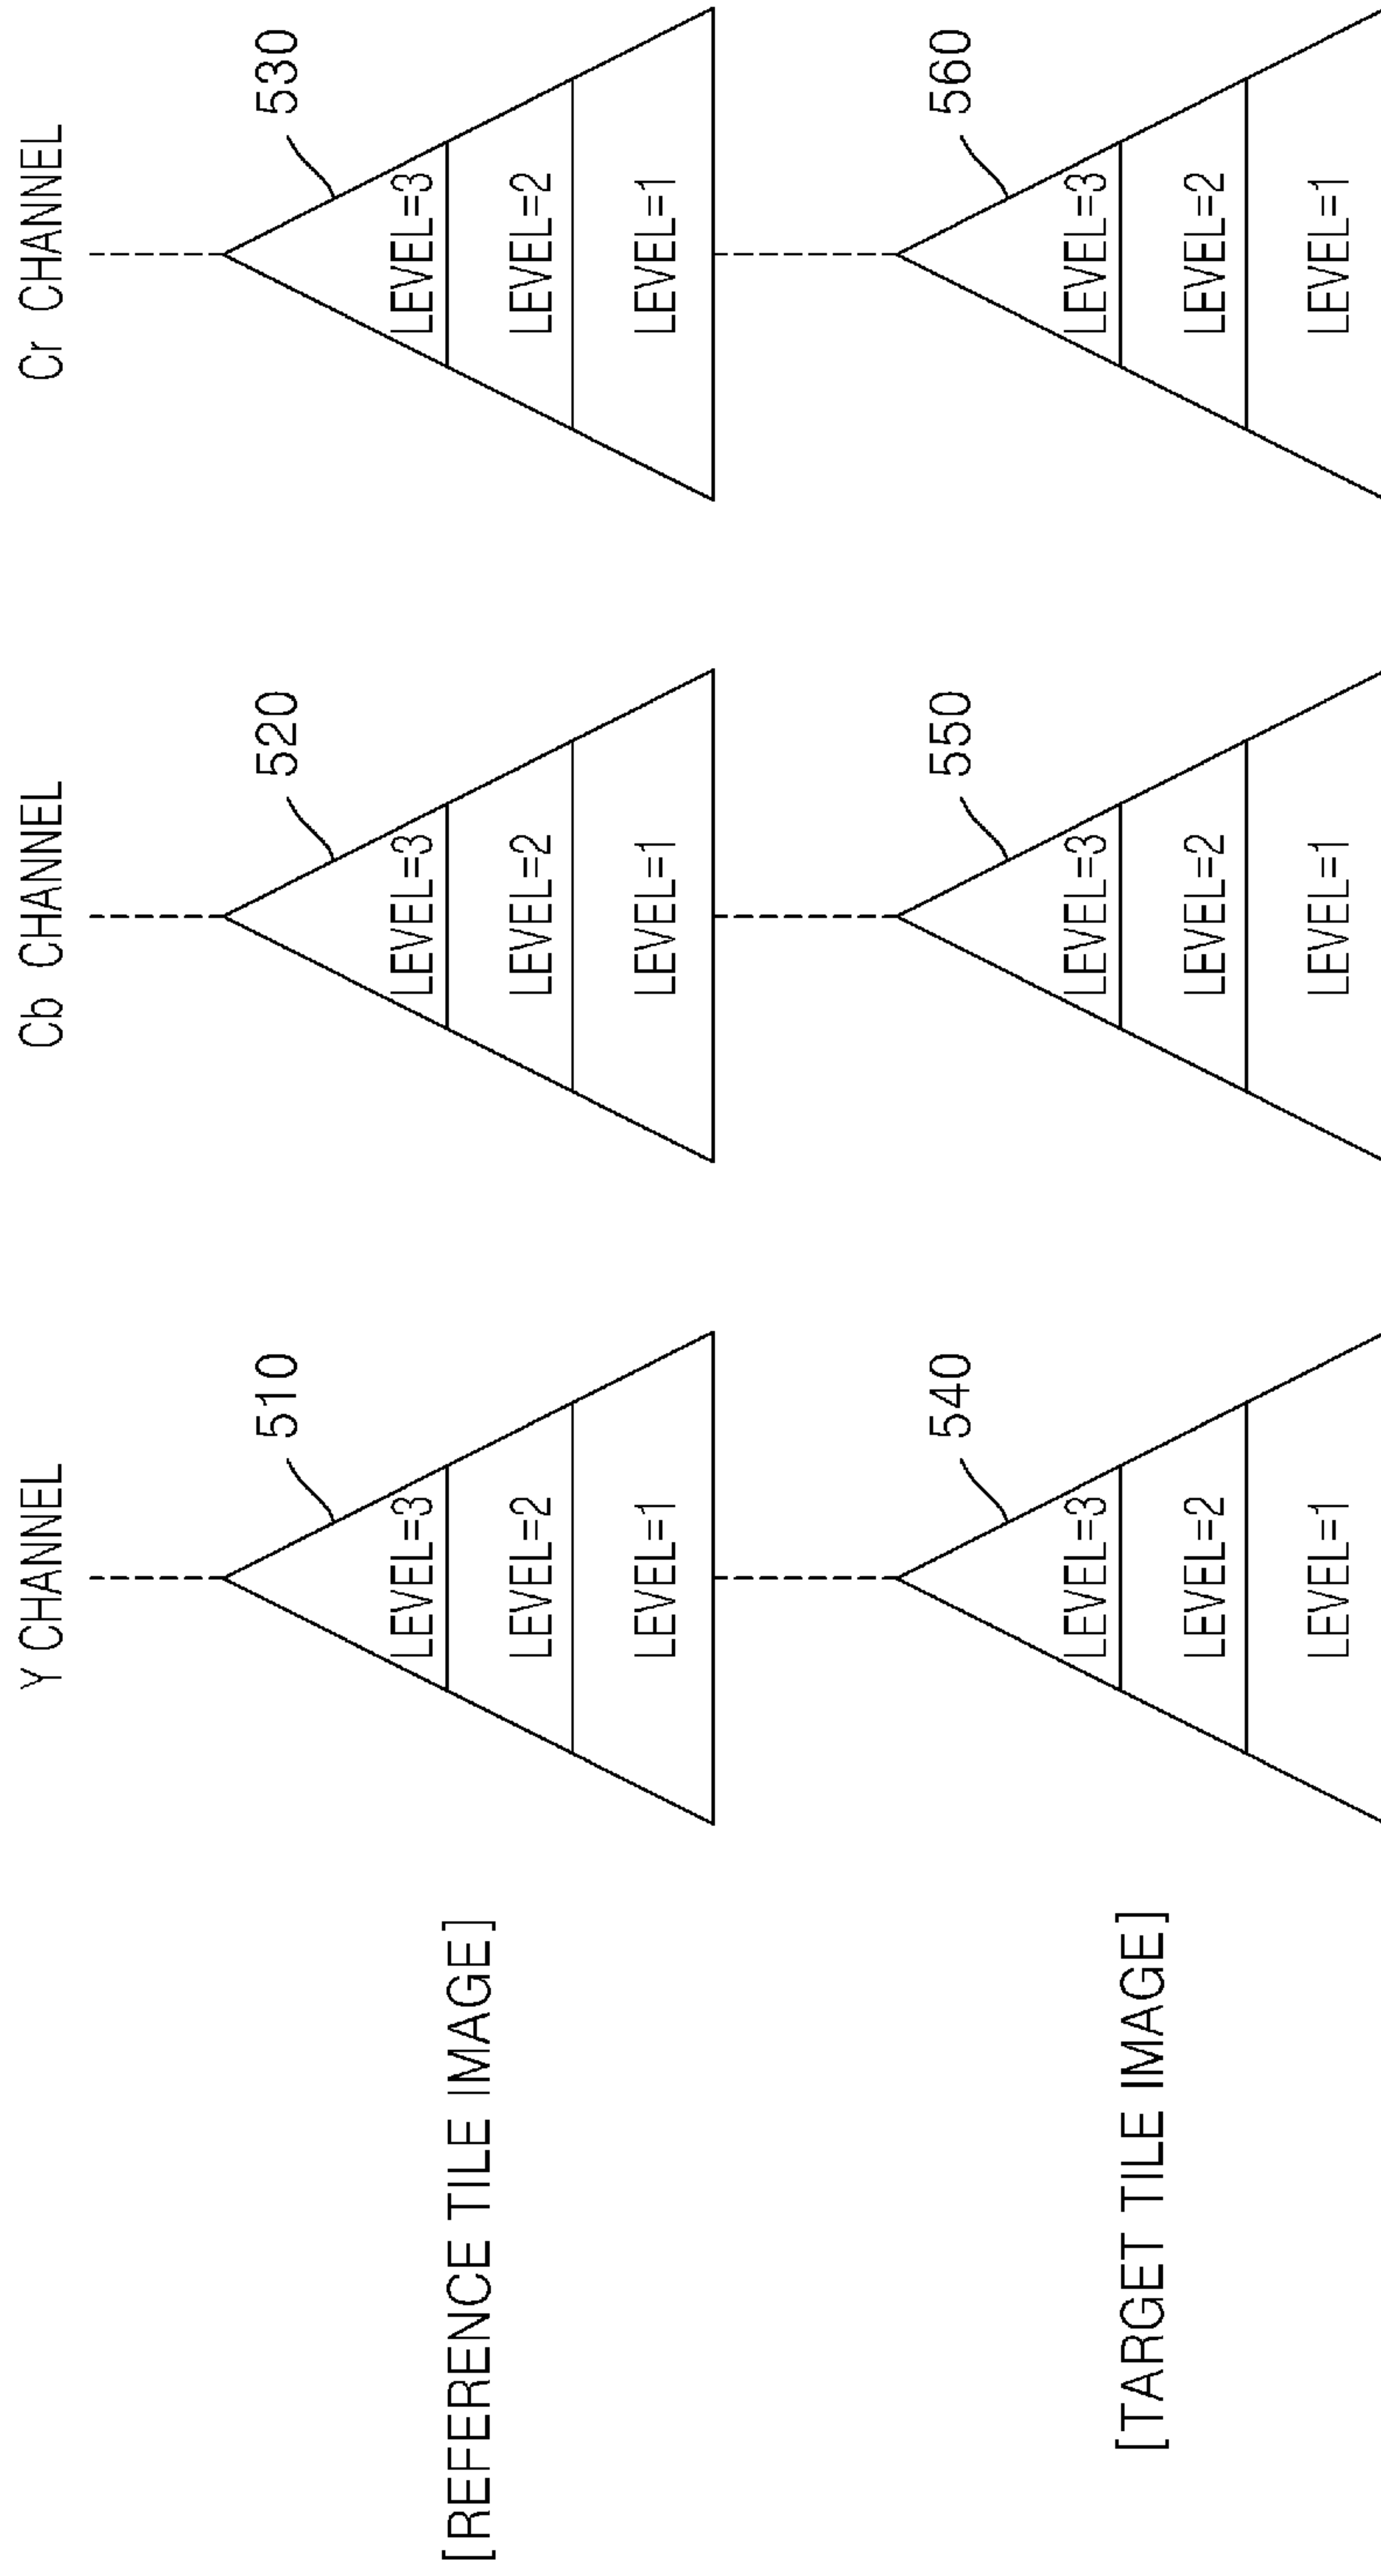 Y CHANNEL
Cb CHANNEL
Cr CHANNEL
[REFERENCE TILE IMAGE]
510
LEVEL=3
LEVEL=2
LEVEL=1
520
LEVEL=3
LEVEL=2
LEVEL=1
530
LEVEL=3
LEVEL=2
LEVEL=1
[TARGET TILE IMAGE]
540
LEVEL=3
LEVEL=2
LEVEL=1
550
LEVEL=3
LEVEL=2
LEVEL=1
560
LEVEL=3
LEVEL=2
LEVEL=1